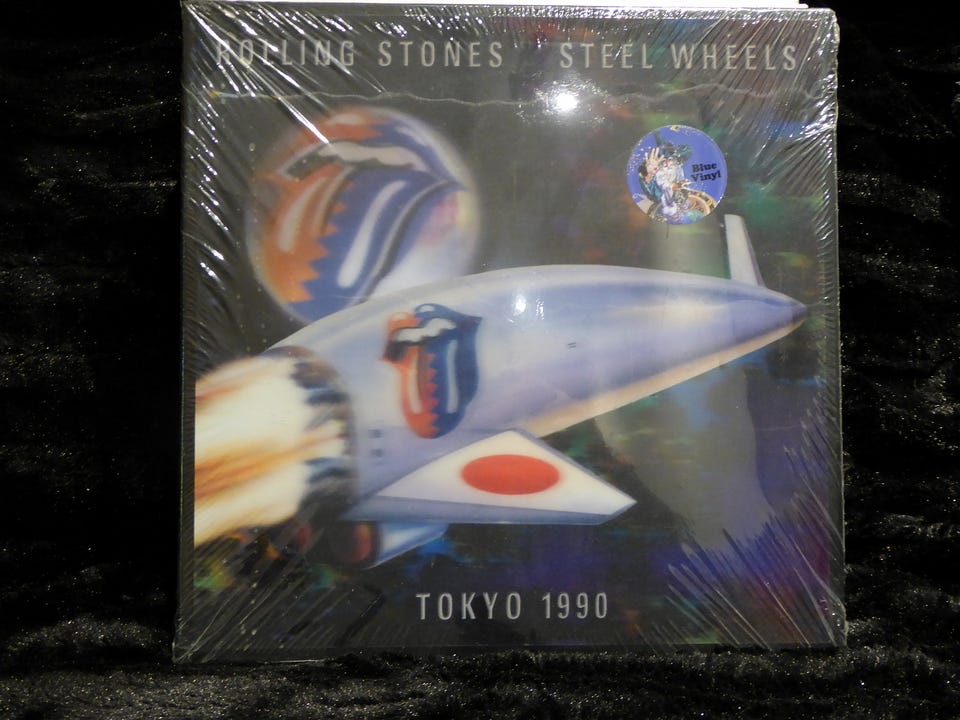 ROLLING STONES STEEL WHEELS
Blue
Vinyl
TOKYO 1990